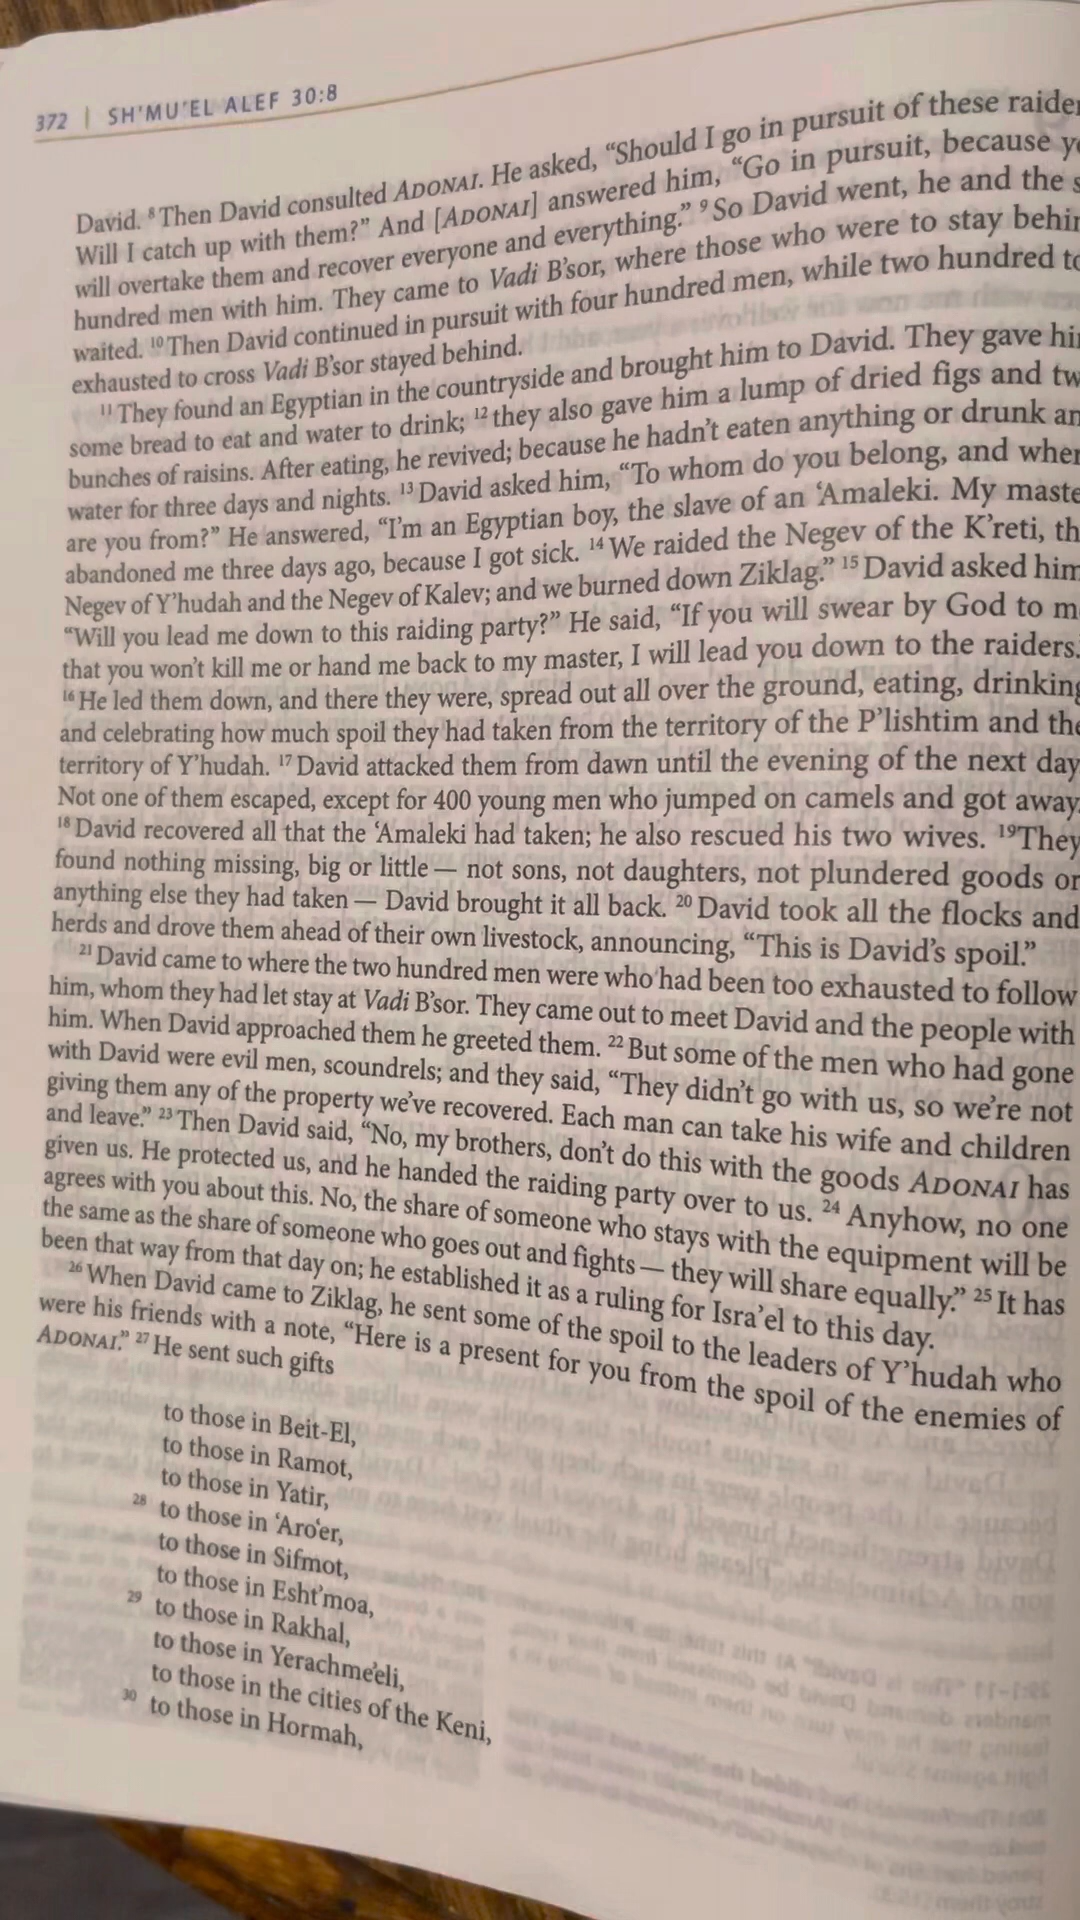 372 | SH'MU'EL ALEF 30:8
David. ⁸Then David consulted ADONAI. He asked, “Should I go in pursuit of these
Will I catch up with them?” And [ADONAI] answered him, “Go in pursuit, because
will overtake them and recover everyone and everything.” ⁹So David went, he and the
hundred men with him. They came to Vadi B'sor, where those who were to stay
waited. ¹⁰Then David continued in pursuit with four hundred men, while two hundred
exhausted to cross Vadi B'sor stayed behind.
¹¹They found an Egyptian in the countryside and brought him to David. They gave
some bread to eat and water to drink; ¹²they also gave him a lump of dried figs and
bunches of raisins. After eating, he revived; because he hadn't eaten anything or drunk
water for three days and nights. ¹³David asked him, “To whom do you belong, and
are you from?” He answered, “I'm an Egyptian boy, the slave of an ‘Amaleki. My
abandoned me three days ago, because I got sick. ¹⁴We raided the Negev of the K'reti,
Negev of Y'hudah and the Negev of Kalev; and we burned down Ziklag.” ¹⁵David asked him
“Will you lead me down to this raiding party?” He said, “If you will swear by God to
that you won't kill me or hand me back to my master, I will lead you down to the raiders.
¹⁶He led them down, and there they were, spread out all over the ground, eating, drinking
and celebrating how much spoil they had taken from the territory of the P'lishtim and the
territory of Y'hudah. ¹⁷David attacked them from dawn until the evening of the next day
Not one of them escaped, except for 400 young men who jumped on camels and got away.
¹⁸David recovered all that the ‘Amaleki had taken; he also rescued his two wives. ¹⁹They
found nothing missing, big or little — not sons, not daughters, not plundered goods or
anything else they had taken — David brought it all back. ²⁰David took all the flocks and
herds and drove them ahead of their own livestock, announcing, “This is David's spoil.”
²¹David came to where the two hundred men were who had been too exhausted to follow
him, whom they had let stay at Vadi B'sor. They came out to meet David and the people with
him. When David approached them he greeted them. ²²But some of the men who had gone
with David were evil men, scoundrels; and they said, “They didn't go with us, so we're not
giving them any of the property we've recovered. Each man can take his wife and children
and leave.” ²³Then David said, “No, my brothers, don't do this with the goods ADONAI has
given us. He protected us, and he handed the raiding party over to us. ²⁴Anyhow, no one
agrees with you about this. No, the share of someone who stays with the equipment will be
the same as the share of someone who goes out and fights — they will share equally.” ²⁵It has
been that way from that day on; he established it as a ruling for Isra'el to this day.
²⁶When David came to Ziklag, he sent some of the spoil to the leaders of Y'hudah who
were his friends with a note, “Here is a present for you from the spoil of the enemies of
ADONAI.” ²⁷He sent such gifts
to those in Beit-El,
to those in Ramot,
to those in Yatir,
²⁸ to those in ‘Aro‘er,
to those in Sifmot,
to those in Esht'moa,
²⁹ to those in Rakhal,
to those in Yerachme'eli,
to those in the cities of the Keni,
³⁰ to those in Hormah,